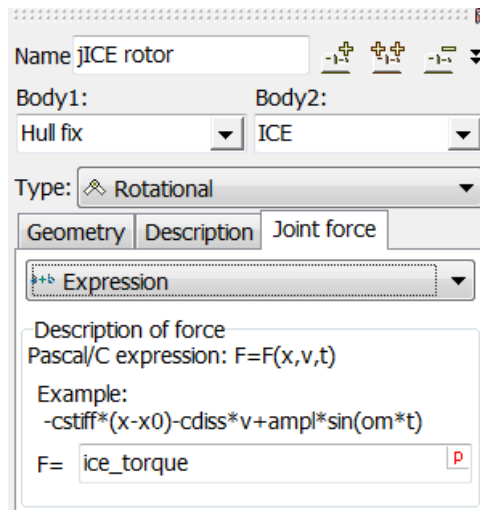 Name jICE rotor
Body1: Body2:
Hull fix ICE
Type: Rotational
Geometry Description Joint force
a+b Expression
Description of force
Pascal/C expression: F=F(x,v,t)
Example:
-cstiff*(x-x0)-cdiss*v+ampl*sin(om*t)
F= ice_torque P